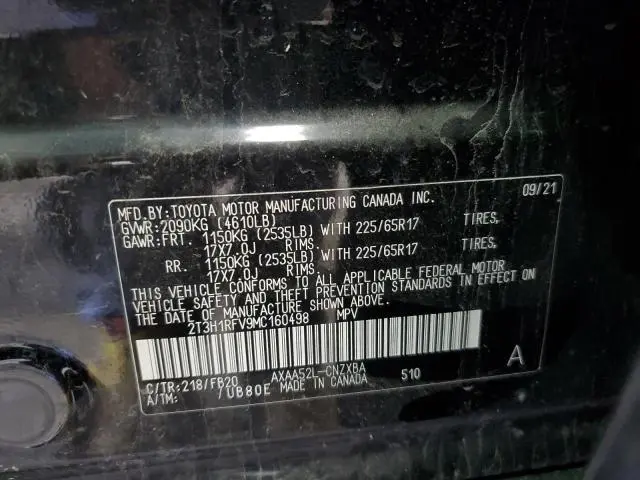 MFD.BY:TOYOTA MOTOR MANUFACTURING CANADA INC. 09/21
GVWR:2090KG (4610LB)
GAWR:FRT. 1150KG (2535LB) WITH 225/65R17 TIRES,
17X7.0J RIMS.
RR. 1150KG (2535LB) WITH 225/65R17 TIRES,
17X7.0J RIMS.
THIS VEHICLE CONFORMS TO ALL APPLICABLE FEDERAL MOTOR
VEHICLE SAFETY AND THEFT PREVENTION STANDARDS IN EFFECT ON
THE DATE OF MANUFACTURE SHOWN ABOVE.
2T3H1RFV9MC160498 MPV
C/TR:218/FB20 AXAA52L-CNZXBA 510 A
A/TM: /UB80E MADE IN CANADA